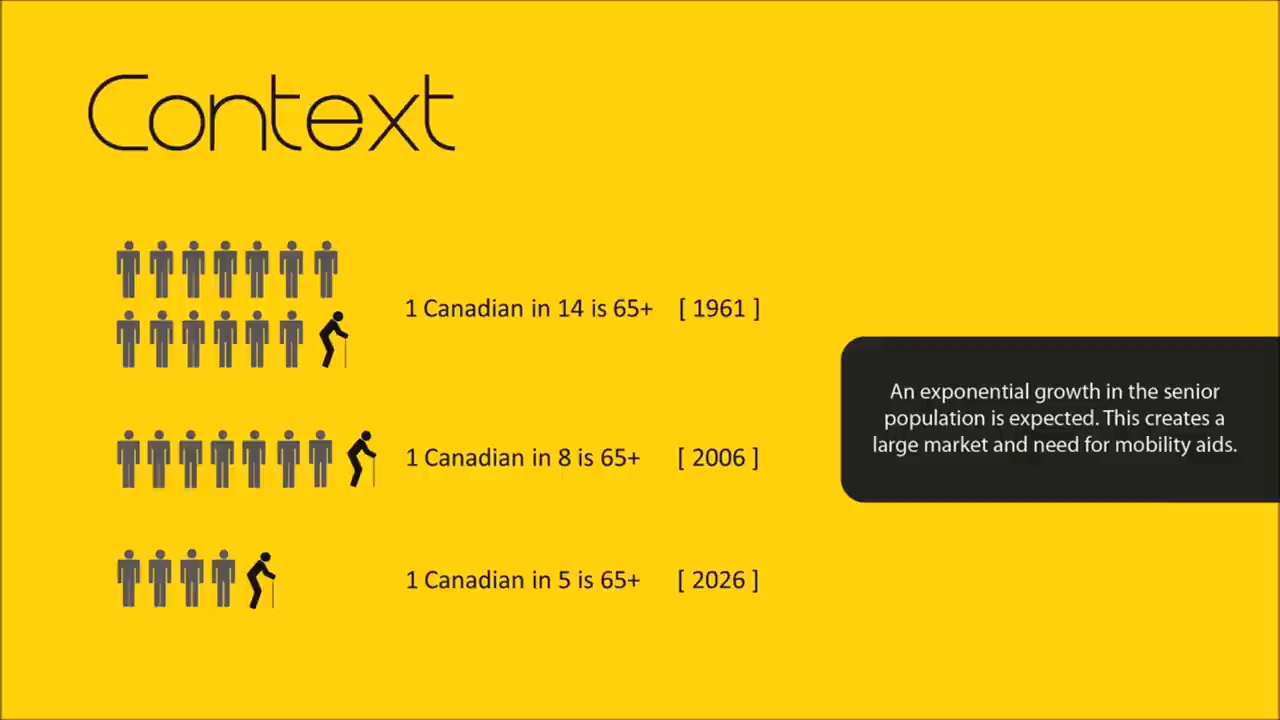 Context
1 Canadian in 14 is 65+ [ 1961 ]
1 Canadian in 8 is 65+ [ 2006 ]
1 Canadian in 5 is 65+ [ 2026 ]
An exponential growth in the senior
population is expected. This creates a
large market and need for mobility aids.